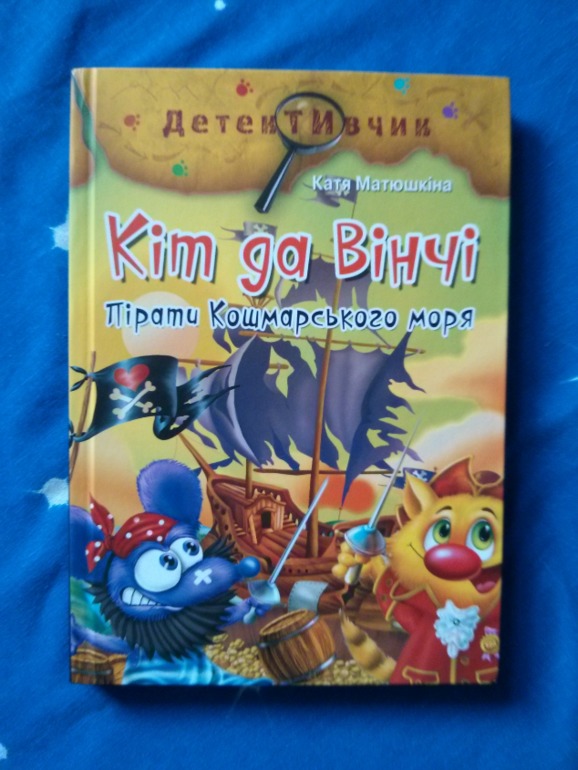 ДетекТИвчик
Катя Матюшкіна
Кіт да Вінчі
Пірати Кошмарського моря